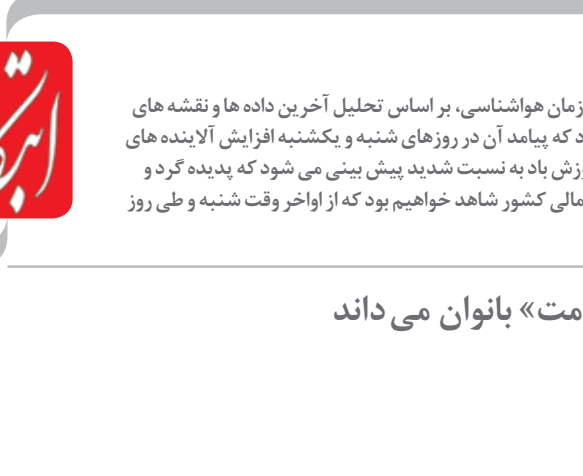 زمان هواشناسی، بر اساس تحلیل آخرین داده ها و نقشه های
د که پیامد آن در روزهای شنبه و یکشنبه افزایش آلاینده های
وزش باد به نسبت شدید پیش بینی می شود که پدیده گرد و
مالی کشور شاهد خواهیم بود که از اواخر وقت شنبه و طی روز
مت» بانوان می داند